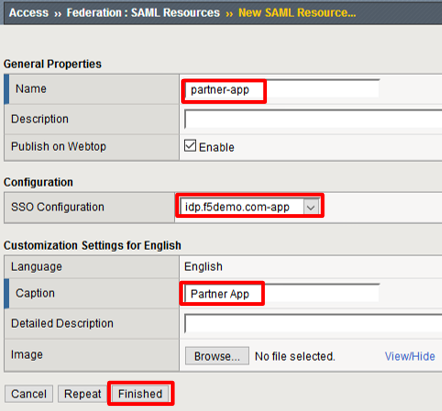 Access ›› Federation : SAML Resources ›› New SAML Resource...
General Properties
Name partner-app
Description
Publish on Webtop Enable
Configuration
SSO Configuration idp.f5demo.com-app
Customization Settings for English
Language English
Caption Partner App
Detailed Description
Image Browse... No file selected. View/Hide
Cancel Repeat Finished